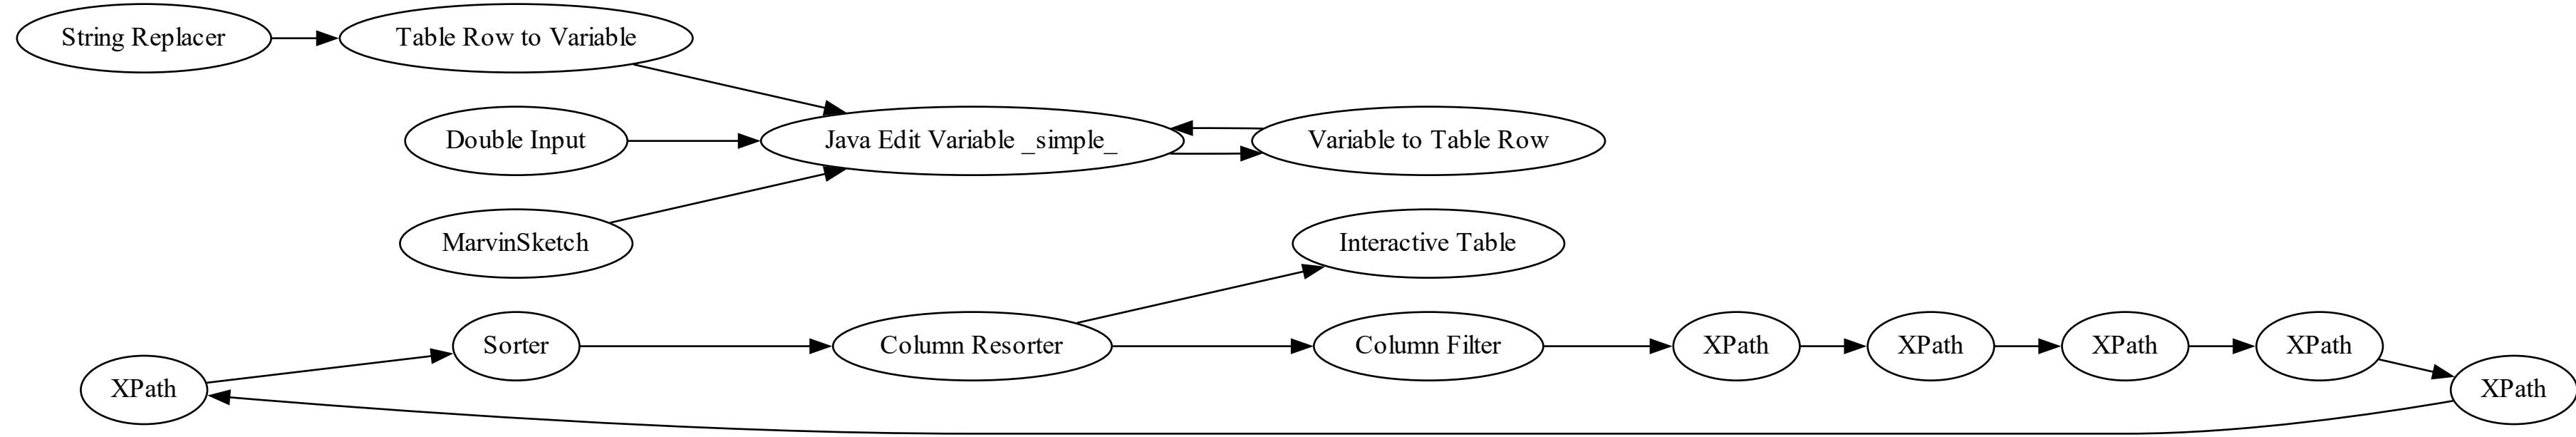 String Replacer
Table Row to Variable
Double Input
Java Edit Variable _simple_
Variable to Table Row
MarvinSketch
Interactive Table
Sorter
Column Resorter
Column Filter
XPath
XPath
XPath
XPath
XPath
XPath